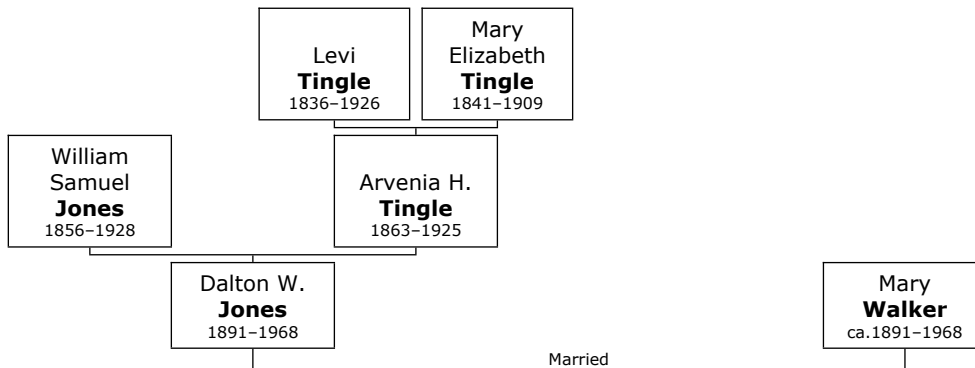 Levi
Tingle
1836–1926
Mary
Elizabeth
Tingle
1841–1909
William
Samuel
Jones
1856–1928
Arvenia H.
Tingle
1863–1925
Dalton W.
Jones
1891–1968
Mary
Walker
ca.1891–1968
Married